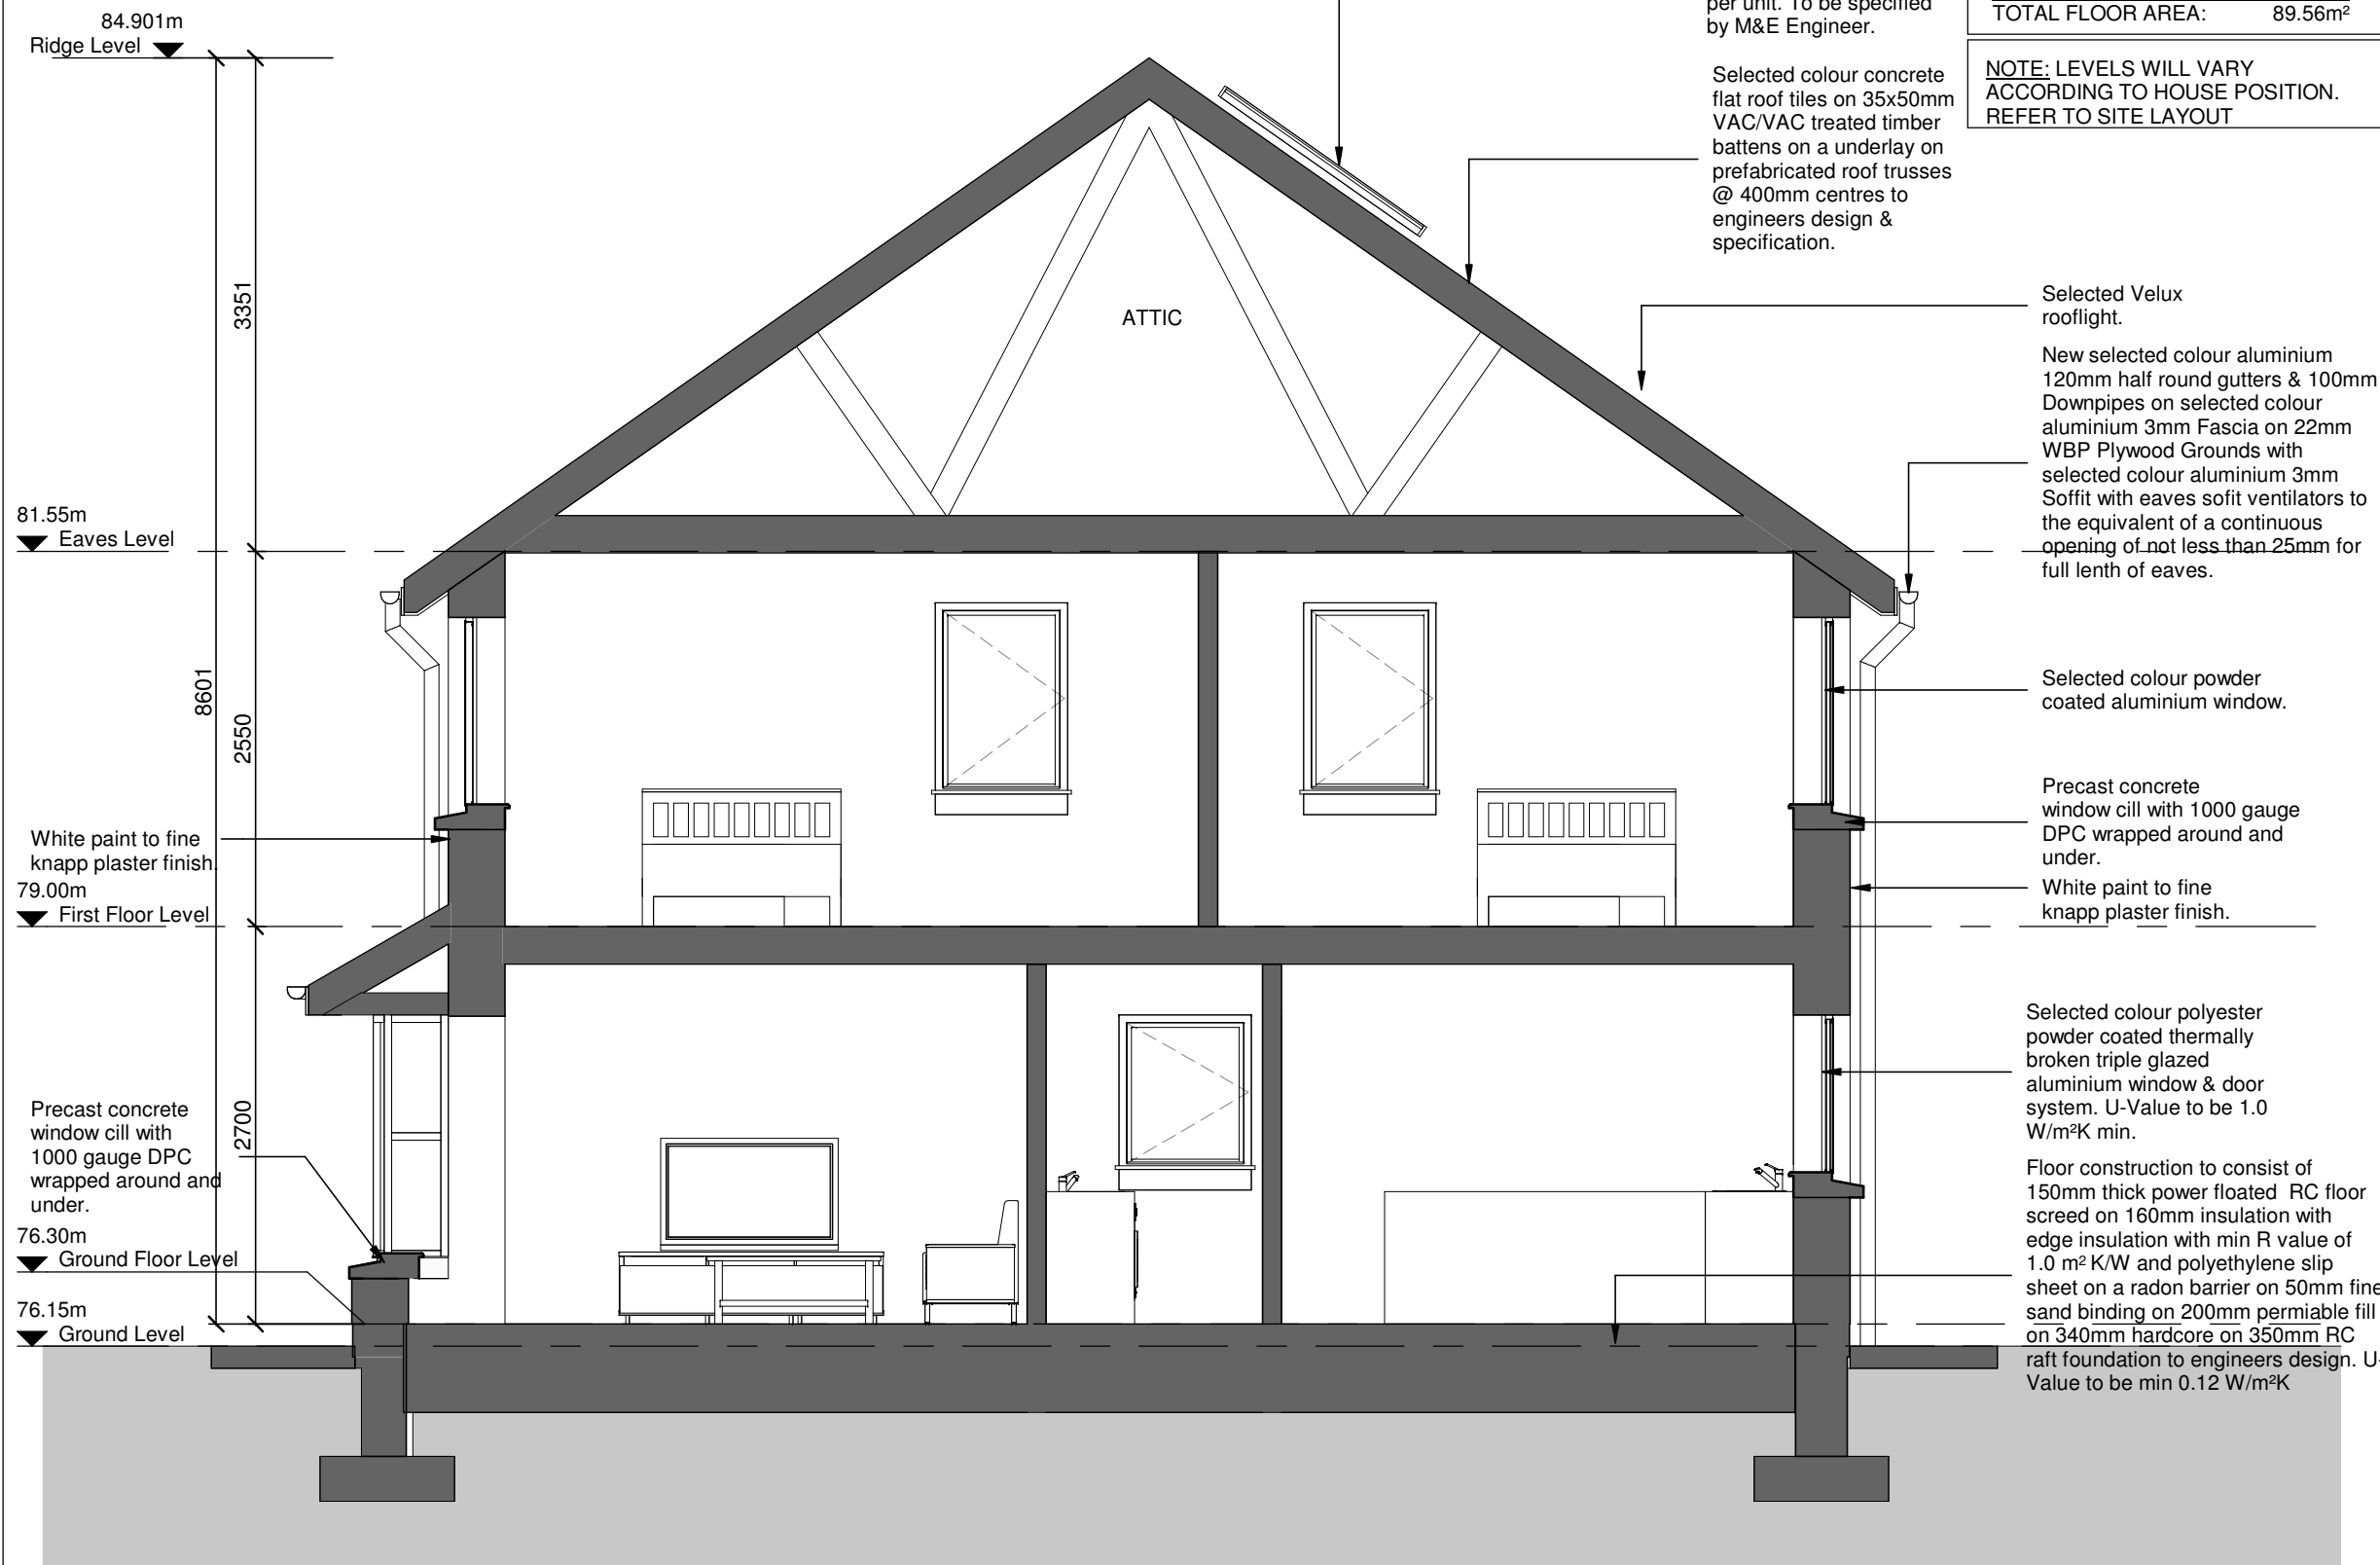 84.901m
Ridge Level
3351
8601
2550
2700
81.55m
Eaves Level
White paint to fine
knapp plaster finish.
79.00m
First Floor Level
Precast concrete
window cill with
1000 gauge DPC
wrapped around and
under.
76.30m
Ground Floor Level
76.15m
Ground Level
ATTIC
per unit. To be specified
by M&E Engineer.
Selected colour concrete
flat roof tiles on 35x50mm
VAC/VAC treated timber
battens on a underlay on
prefabricated roof trusses
@ 400mm centres to
engineers design &
specification.
TOTAL FLOOR AREA: 89.56m²
NOTE: LEVELS WILL VARY
ACCORDING TO HOUSE POSITION.
REFER TO SITE LAYOUT
Selected Velux
rooflight.
New selected colour aluminium
120mm half round gutters & 100mm
Downpipes on selected colour
aluminium 3mm Fascia on 22mm
WBP Plywood Grounds with
selected colour aluminium 3mm
Soffit with eaves sofit ventilators to
the equivalent of a continuous
opening of not less than 25mm for
full lenth of eaves.
Selected colour powder
coated aluminium window.
Precast concrete
window cill with 1000 gauge
DPC wrapped around and
under.
White paint to fine
knapp plaster finish.
Selected colour polyester
powder coated thermally
broken triple glazed
aluminium window & door
system. U-Value to be 1.0
W/m²K min.
Floor construction to consist of
150mm thick power floated RC floor
screed on 160mm insulation with
edge insulation with min R value of
1.0 m² K/W and polyethylene slip
sheet on a radon barrier on 50mm fine
sand binding on 200mm permiable fill
on 340mm hardcore on 350mm RC
raft foundation to engineers design. U-
Value to be min 0.12 W/m²K